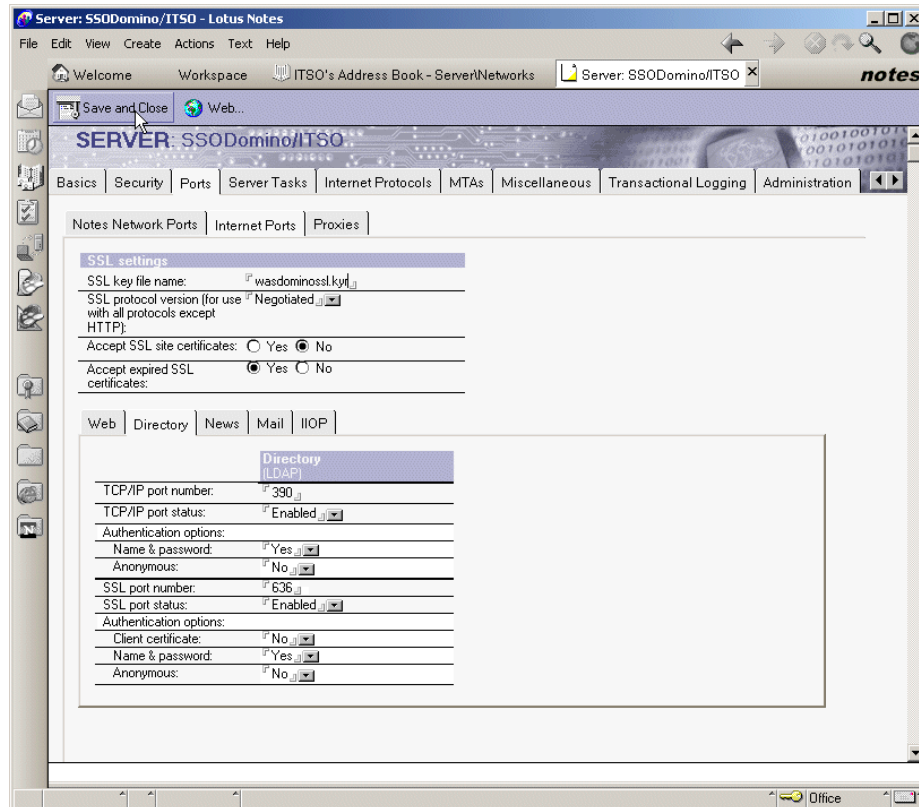 Server: SSODomino/ITSO - Lotus Notes
File Edit View Create Actions Text Help
Welcome Workspace ITSO's Address Book - Server\Networks Server: SSODomino/ITSO notes
Save and Close Web...
SERVER: SSODomino/ITSO
Basics Security Ports Server Tasks Internet Protocols MTAs Miscellaneous Transactional Logging Administration
Notes Network Ports Internet Ports Proxies
SSL settings
SSL key file name: wasdominossl.kyr
SSL protocol version (for use Negotiated
with all protocols except
HTTP):
Accept SSL site certificates: Yes No
Accept expired SSL Yes No
certificates:
Web Directory News Mail IIOP
Directory
(LDAP)
TCP/IP port number: 390
TCP/IP port status: Enabled
Authentication options:
Name & password: Yes
Anonymous: No
SSL port number: 636
SSL port status: Enabled
Authentication options:
Client certificate: No
Name & password: Yes
Anonymous: No
Office